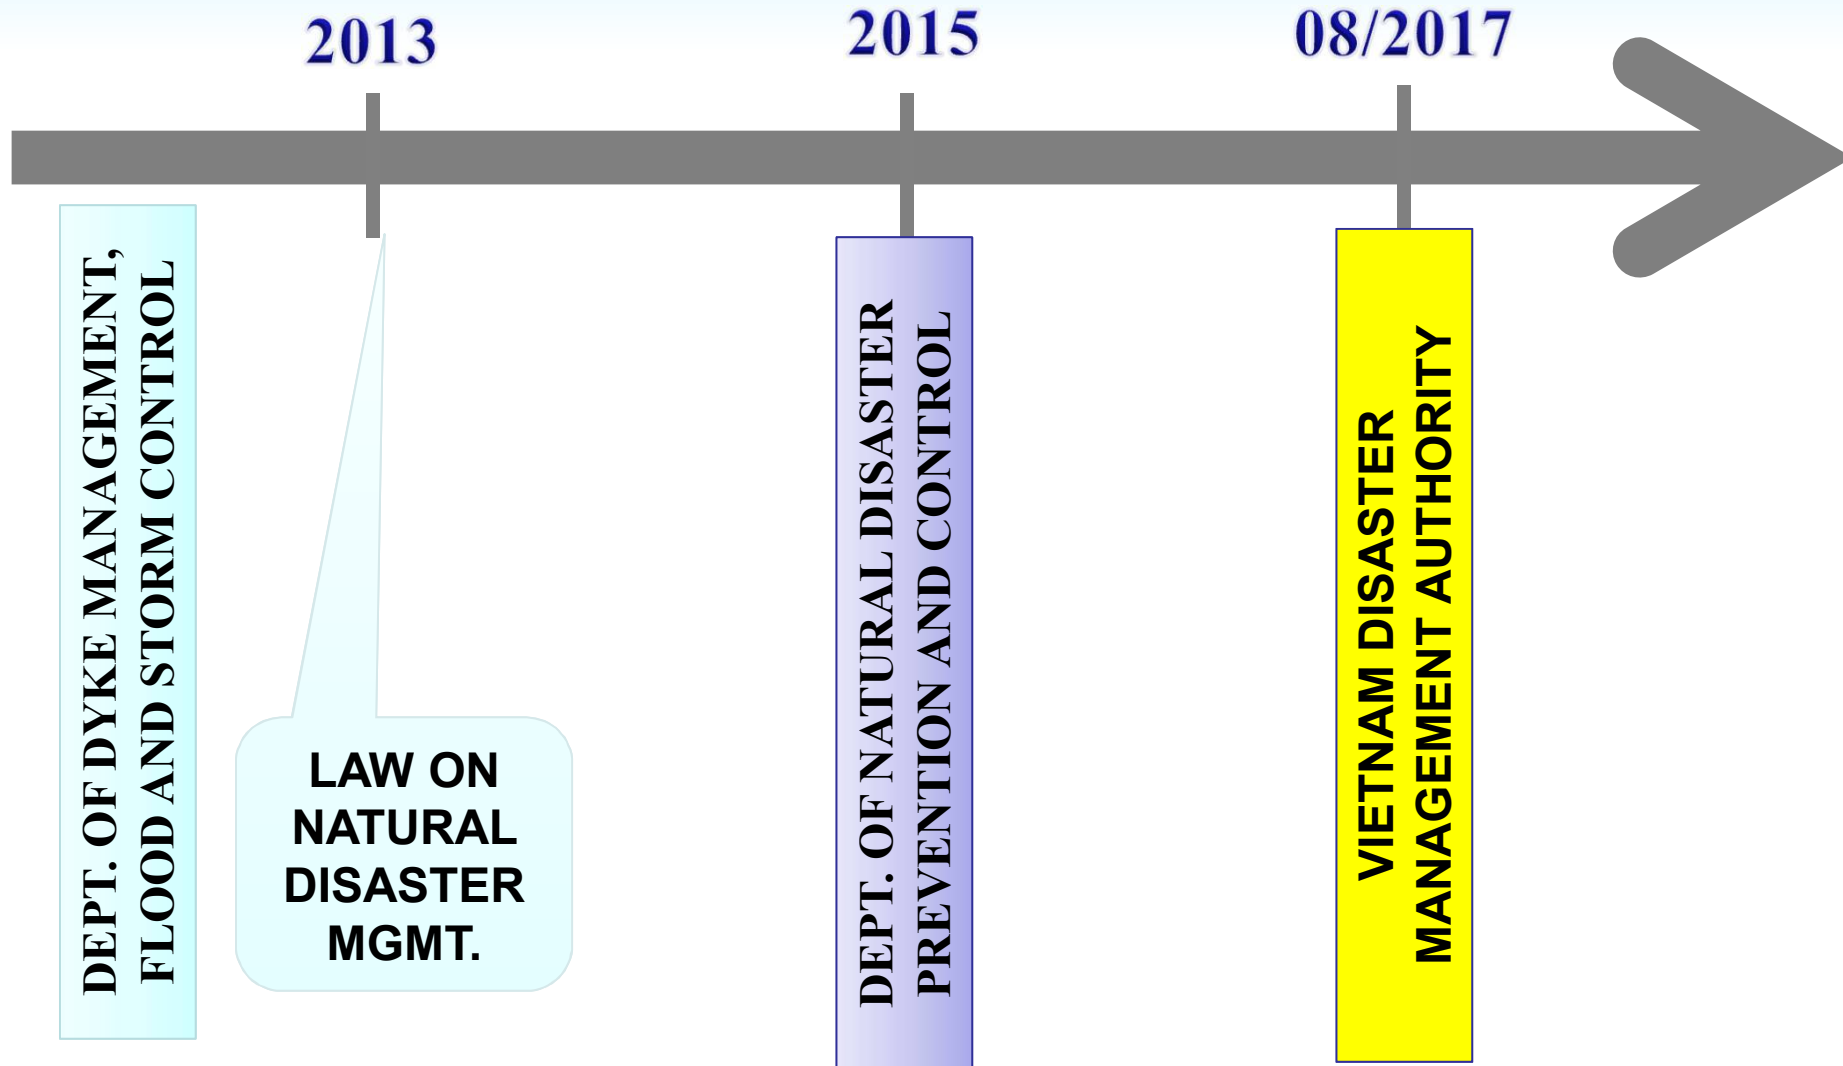 2013
2015
08/2017
DEPT. OF DYKE MANAGEMENT,
FLOOD AND STORM CONTROL
LAW ON
NATURAL
DISASTER
MGMT.
DEPT. OF NATURAL DISASTER
PREVENTION AND CONTROL
VIETNAM DISASTER
MANAGEMENT AUTHORITY